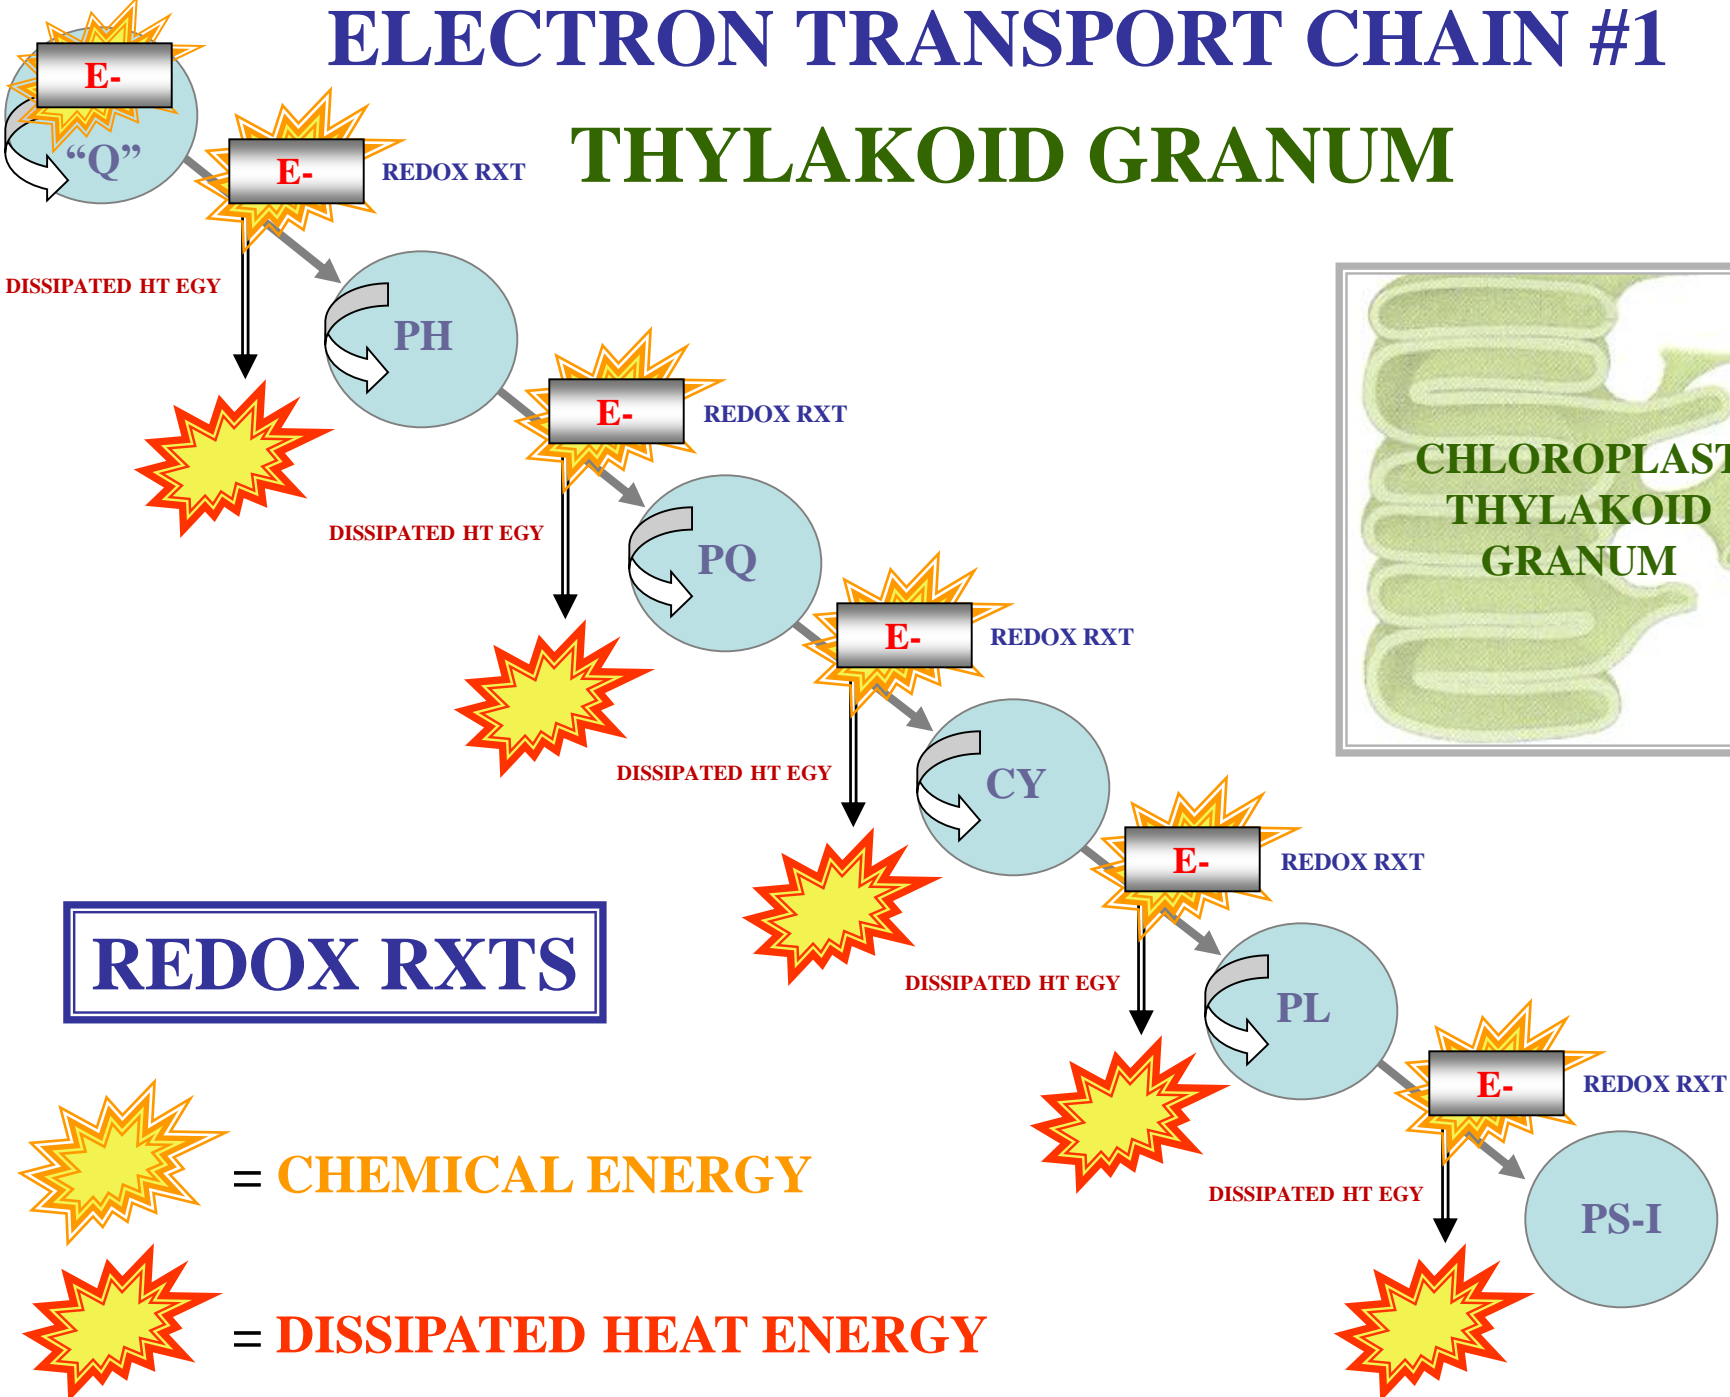 ELECTRON TRANSPORT CHAIN #1
THYLAKOID GRANUM
E-
“Q”
E-
REDOX RXT
DISSIPATED HT EGY
PH
E-
REDOX RXT
DISSIPATED HT EGY
PQ
E-
REDOX RXT
DISSIPATED HT EGY
CY
E-
REDOX RXT
DISSIPATED HT EGY
PL
E-
REDOX RXT
DISSIPATED HT EGY
PS-I
CHLOROPLAST
THYLAKOID
GRANUM
REDOX RXTS
= CHEMICAL ENERGY
= DISSIPATED HEAT ENERGY